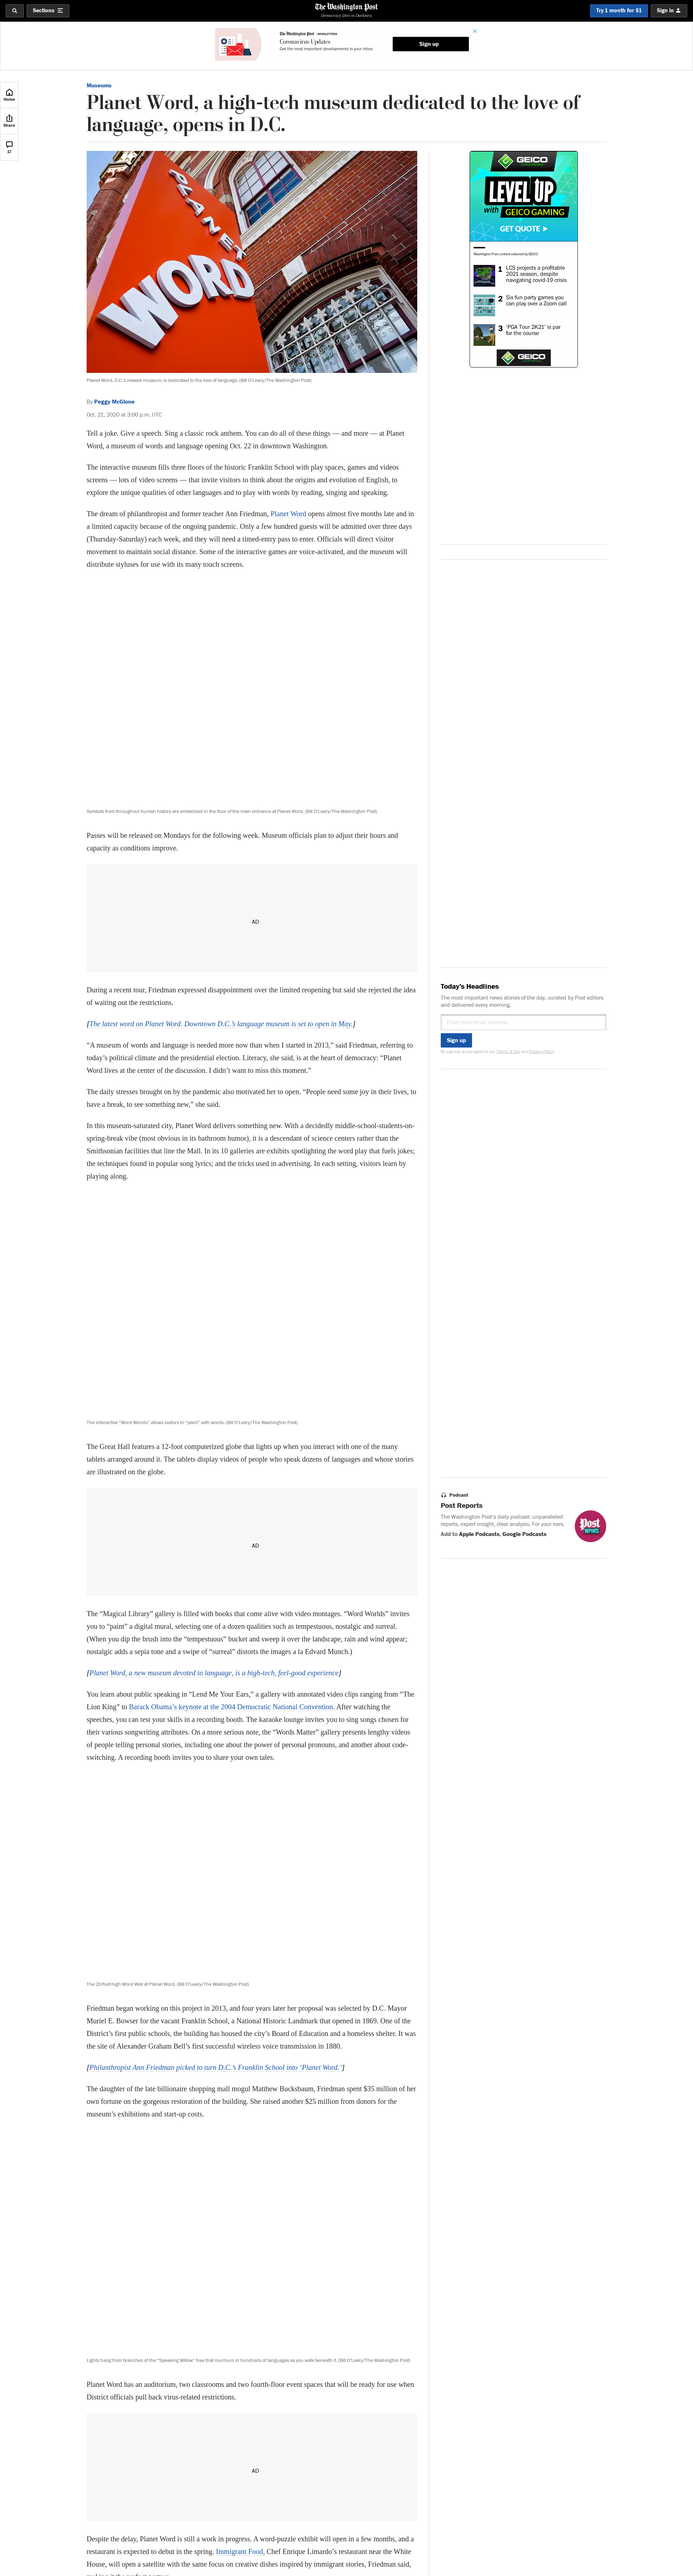 Sections
The Washington Post
Democracy Dies in Darkness
Try 1 month for $1
Sign in
The Washington Post | NEWSLETTERS
Coronavirus Updates
Get the most important developments in your inbox.
Sign up
Home
Share
Museums
Planet Word, a high-tech museum dedicated to the love of
language, opens in D.C.
PLANET
WORD
PLANET
WORD
Planet Word, D.C.'s newest museum, is dedicated to the love of language. (Bill O'Leary/The Washington Post)
By Peggy McGlone
Oct. 21, 2020 at 3:00 p.m. UTC
Tell a joke. Give a speech. Sing a classic rock anthem. You can do all of these things — and more — at Planet
Word, a museum of words and language opening Oct. 22 in downtown Washington.
The interactive museum fills three floors of the historic Franklin School with play spaces, games and videos
screens — lots of video screens — that invite visitors to think about the origins and evolution of English, to
explore the unique qualities of other languages and to play with words by reading, singing and speaking.
The dream of philanthropist and former teacher Ann Friedman, Planet Word opens almost five months late and in
a limited capacity because of the ongoing pandemic. Only a few hundred guests will be admitted over three days
(Thursday-Saturday) each week, and they will need a timed-entry pass to enter. Officials will direct visitor
movement to maintain social distance. Some of the interactive games are voice-activated, and the museum will
distribute styluses for use with its many touch screens.
Symbols from throughout human history are embedded in the floor of the main entrance at Planet Word. (Bill O'Leary/The Washington Post)
Passes will be released on Mondays for the following week. Museum officials plan to adjust their hours and
capacity as conditions improve.
AD
During a recent tour, Friedman expressed disappointment over the limited reopening but said she rejected the idea
of waiting out the restrictions.
[The latest word on Planet Word. Downtown D.C.'s language museum is set to open in May.]
“A museum of words and language is needed more now than when I started in 2013,” said Friedman, referring to
today’s political climate and the presidential election. Literacy, she said, is at the heart of democracy: “Planet
Word lives at the center of the discussion. I didn’t want to miss this moment.”
The daily stresses brought on by the pandemic also motivated her to open. “People need some joy in their lives, to
have a break, to see something new,” she said.
In this museum-saturated city, Planet Word delivers something new. With a decidedly middle-school-students-on-
spring-break vibe (most obvious in its bathroom humor), it is a descendant of science centers rather than the
Smithsonian facilities that line the Mall. In its 10 galleries are exhibits spotlighting the word play that fuels jokes;
the techniques found in popular song lyrics; and the tricks used in advertising. In each setting, visitors learn by
playing along.
The interactive “Word Worlds” allows visitors to “paint” with words. (Bill O'Leary/The Washington Post)
The Great Hall features a 12-foot computerized globe that lights up when you interact with one of the many
tablets arranged around it. The tablets display videos of people who speak dozens of languages and whose stories
are illustrated on the globe.
AD
The “Magical Library” gallery is filled with books that come alive with video montages. “Word Worlds” invites
you to “paint” a digital mural, selecting one of a dozen qualities such as tempestuous, nostalgic and surreal.
(When you dip the brush into the “tempestuous” bucket and sweep it over the landscape, rain and wind appear;
nostalgic adds a sepia tone and a swipe of “surreal” distorts the images a la Edvard Munch.)
[Planet Word, a new museum devoted to language, is a high-tech, feel-good experience]
You learn about public speaking in “Lend Me Your Ears,” a gallery with annotated video clips ranging from “The
Lion King” to Barack Obama’s keynote at the 2004 Democratic National Convention. After watching the
speeches, you can test your skills in a recording booth. The karaoke lounge invites you to sing songs chosen for
their various songwriting attributes. On a more serious note, the “Words Matter” gallery presents lengthy videos
of people telling personal stories, including one about the power of personal pronouns, and another about code-
switching. A recording booth invites you to share your own tales.
The 20-foot-high Word Wall at Planet Word. (Bill O'Leary/The Washington Post)
Friedman began working on this project in 2013, and four years later her proposal was selected by D.C. Mayor
Muriel E. Bowser for the vacant Franklin School, a National Historic Landmark that opened in 1869. One of the
District’s first public schools, the building has housed the city’s Board of Education and a homeless shelter. It was
the site of Alexander Graham Bell’s first successful wireless voice transmission in 1880.
[Philanthropist Ann Friedman picked to turn D.C.’s Franklin School into ‘Planet Word.’]
The daughter of the late billionaire shopping mall mogul Matthew Bucksbaum, Friedman spent $35 million of her
own fortune on the gorgeous restoration of the building. She raised another $25 million from donors for the
museum’s exhibitions and start-up costs.
Lights hang from branches of the “Speaking Willow” tree that murmurs in hundreds of languages as you walk beneath it. (Bill O'Leary/The Washington Post)
Planet Word has an auditorium, two classrooms and two fourth-floor event spaces that will be ready for use when
District officials pull back virus-related restrictions.
AD
Despite the delay, Planet Word is still a work in progress. A word-puzzle exhibit will open in a few months, and a
restaurant is expected to debut in the spring. Immigrant Food, Chef Enrique Limardo’s restaurant near the White
House, will open a satellite with the same focus on creative dishes inspired by immigrant stories, Friedman said,
GEICO
LEVEL UP
with GEICO GAMING
GET QUOTE
Washington Post content selected by GEICO
1 LCS projects a profitable
2021 season, despite
navigating covid-19 crisis
2 Six fun party games you
can play over a Zoom call
3 ‘PGA Tour 2K21’ is par
for the course
GEICO
Today’s Headlines
The most important news stories of the day, curated by Post editors
and delivered every morning.
Enter your email address
Sign up
By signing up you agree to our Terms of Use and Privacy Policy
Podcast
Post Reports
The Washington Post's daily podcast: unparalleled
reports, expert insight, clear analysis. For your ears.
Add to Apple Podcasts, Google Podcasts
Post
REPORTS